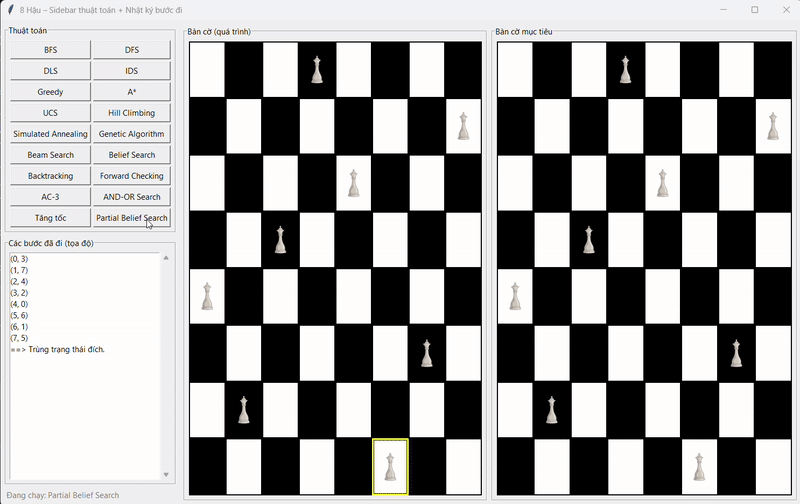 8 Hậu – Sidebar thuật toán + Nhật ký bước đi
Thuật toán
BFS DFS
DLS IDS
Greedy A*
UCS Hill Climbing
Simulated Annealing Genetic Algorithm
Beam Search Belief Search
Backtracking Forward Checking
AC-3 AND-OR Search
Tăng tốc Partial Belief Search
Các bước đã đi (tọa độ)
(0, 3)
(1, 7)
(2, 4)
(3, 2)
(4, 0)
(5, 6)
(6, 1)
(7, 5)
==> Trùng trạng thái đích.
Đang chạy: Partial Belief Search
Bàn cờ (quá trình)
Bàn cờ mục tiêu